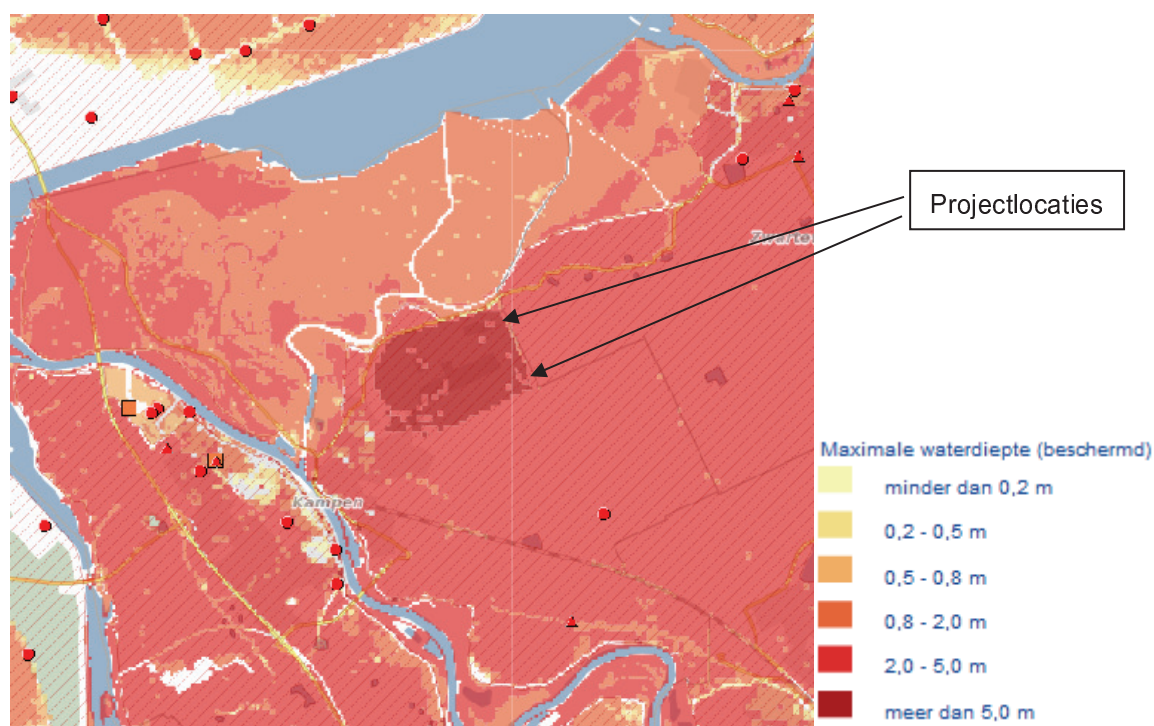 Projectlocaties
Zwarte
Kampen
Maximale waterdiepte (beschermd)
minder dan 0,2 m
0,2 - 0,5 m
0,5 - 0,8 m
0,8 - 2,0 m
2,0 - 5,0 m
meer dan 5,0 m